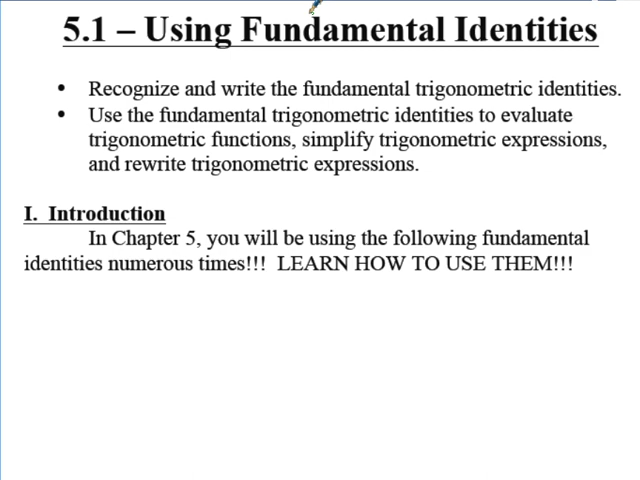 5.1 – Using Fundamental Identities
• Recognize and write the fundamental trigonometric identities.
• Use the fundamental trigonometric identities to evaluate
trigonometric functions, simplify trigonometric expressions,
and rewrite trigonometric expressions.
I. Introduction
In Chapter 5, you will be using the following fundamental
identities numerous times!!! LEARN HOW TO USE THEM!!!